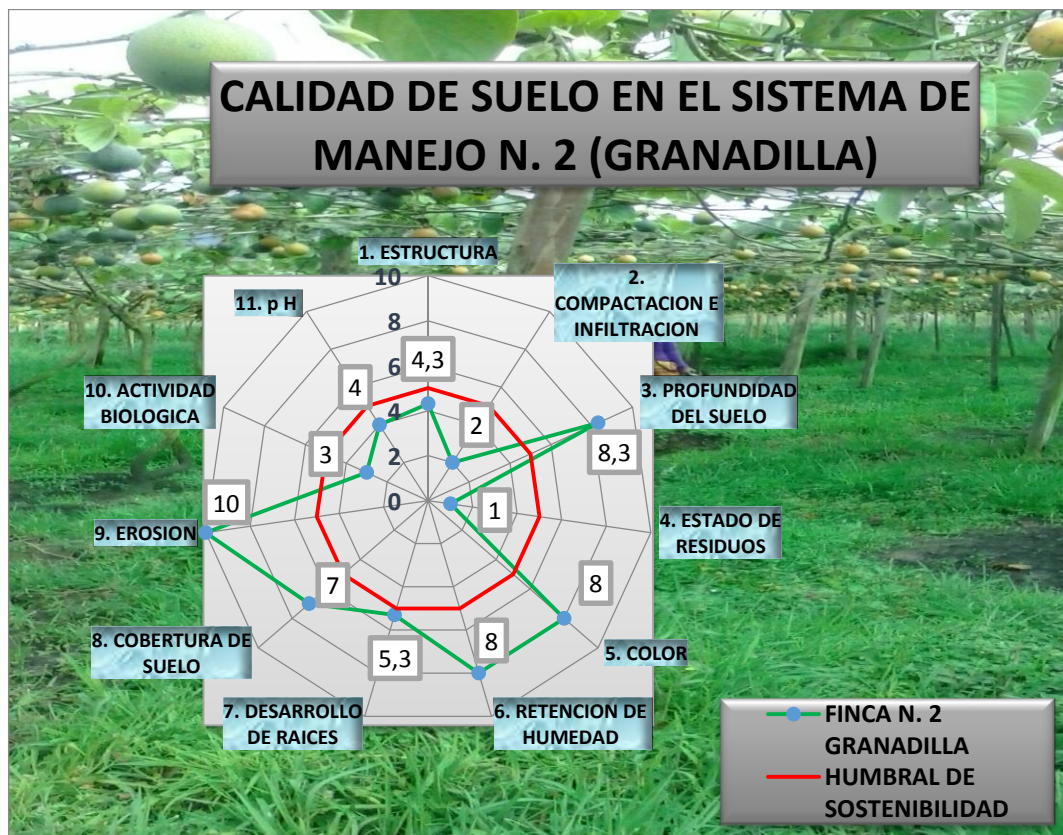 CALIDAD DE SUELO EN EL SISTEMA DE
MANEJO N. 2 (GRANADILLA)
1. ESTRUCTURA
2.
COMPACTACION E
INFILTRACION
3. PROFUNDIDAD
DEL SUELO
4. ESTADO DE
RESIDUOS
5. COLOR
6. RETENCION DE
HUMEDAD
7. DESARROLLO
DE RAICES
8. COBERTURA DE
SUELO
9. EROSION
10. ACTIVIDAD
BIOLOGICA
11. p H
10
8
6
4
2
0
4,3
2
8,3
1
8
8
5,3
7
10
3
4
FINCA N. 2
GRANADILLA
HUMBRAL DE
SOSTENIBILIDAD